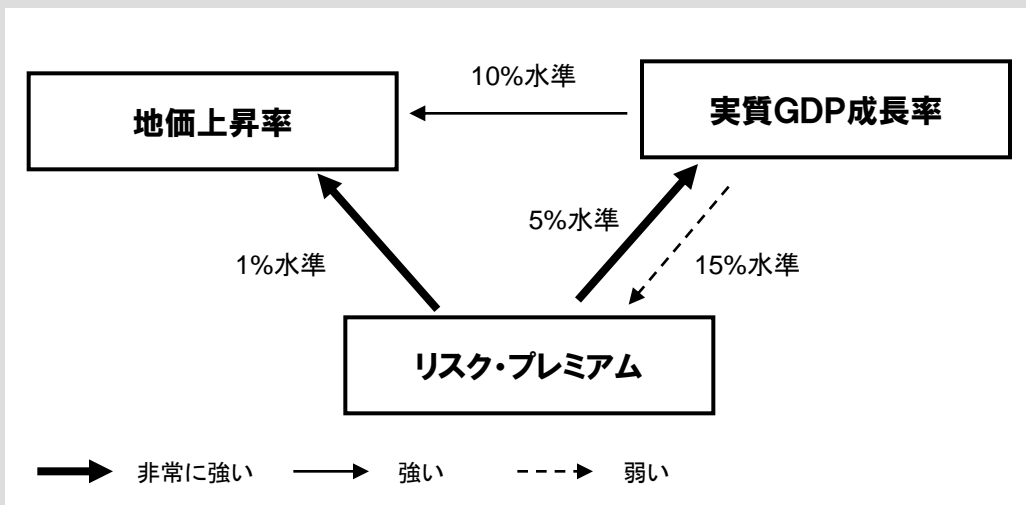 10%水準
地価上昇率
実質GDP成長率
5%水準
1%水準
15%水準
リスク・プレミアム
非常に強い
強い
弱い